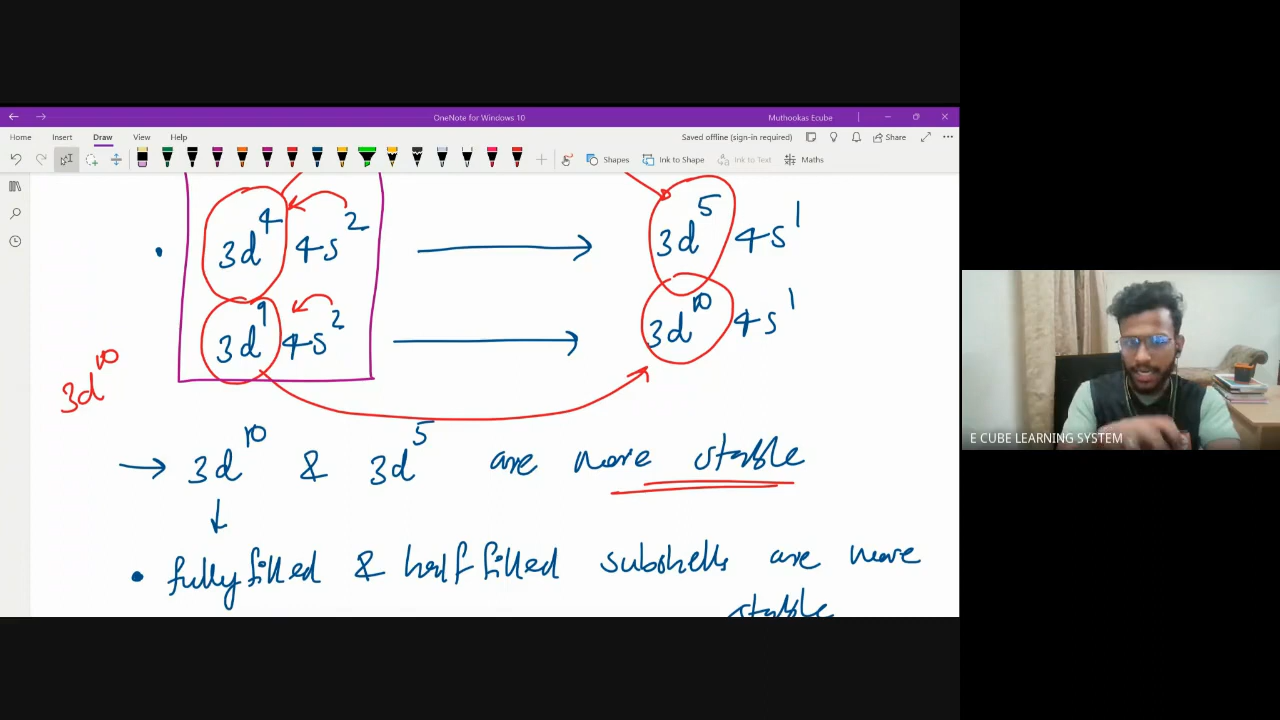 OneNote for Windows 10
Muthookas Ecube
Home Insert Draw View Help
Saved offline (sign-in required)
Share
Shapes
Ink to Shape
Ink to Text
Maths
• 3d⁴ 4s² → 3d⁵ 4s¹
3d⁹ 4s² → 3d¹⁰ 4s¹
3d¹⁰
→ 3d¹⁰ & 3d⁵ are more stable
↓
• fully filled & half filled subshells are more
stable
E CUBE LEARNING SYSTEM